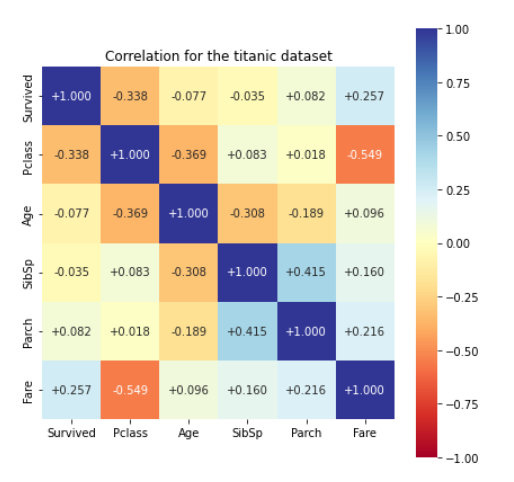 Correlation for the titanic dataset
Survived +1.000 -0.338 -0.077 -0.035 +0.082 +0.257
Pclass -0.338 +1.000 -0.369 +0.083 +0.018 -0.549
Age -0.077 -0.369 +1.000 -0.308 -0.189 +0.096
SibSp -0.035 +0.083 -0.308 +1.000 +0.415 +0.160
Parch +0.082 +0.018 -0.189 +0.415 +1.000 +0.216
Fare +0.257 -0.549 +0.096 +0.160 +0.216 +1.000
Survived Pclass Age SibSp Parch Fare
1.00
0.75
0.50
0.25
0.00
-0.25
-0.50
-0.75
-1.00